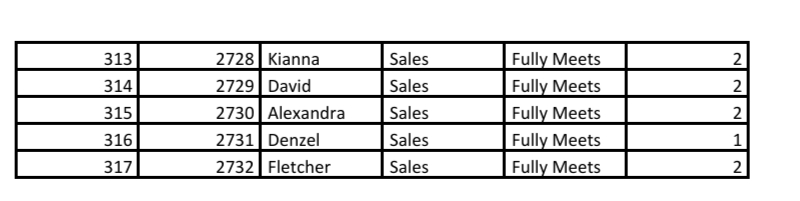 313 2728 Kianna Sales Fully Meets 2
314 2729 David Sales Fully Meets 2
315 2730 Alexandra Sales Fully Meets 2
316 2731 Denzel Sales Fully Meets 1
317 2732 Fletcher Sales Fully Meets 2